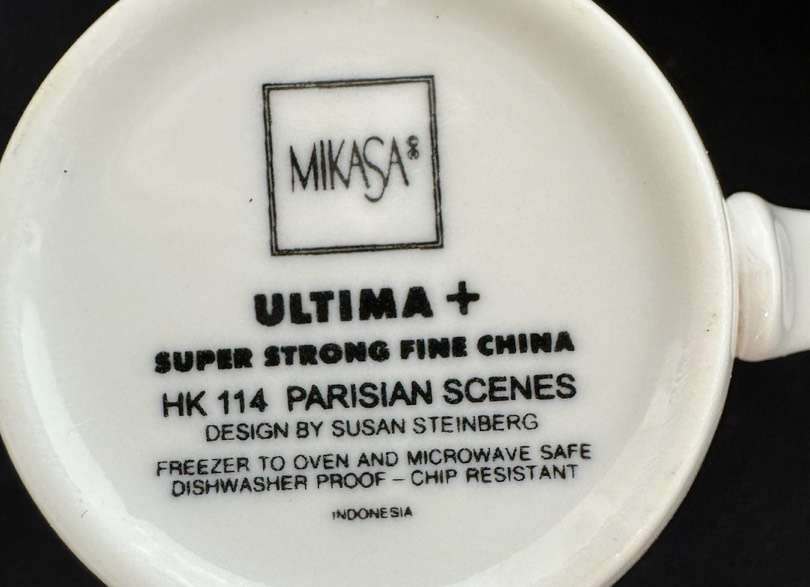 MIKASA
ULTIMA +
SUPER STRONG FINE CHINA
HK 114 PARISIAN SCENES
DESIGN BY SUSAN STEINBERG
FREEZER TO OVEN AND MICROWAVE SAFE
DISHWASHER PROOF – CHIP RESISTANT
INDONESIA